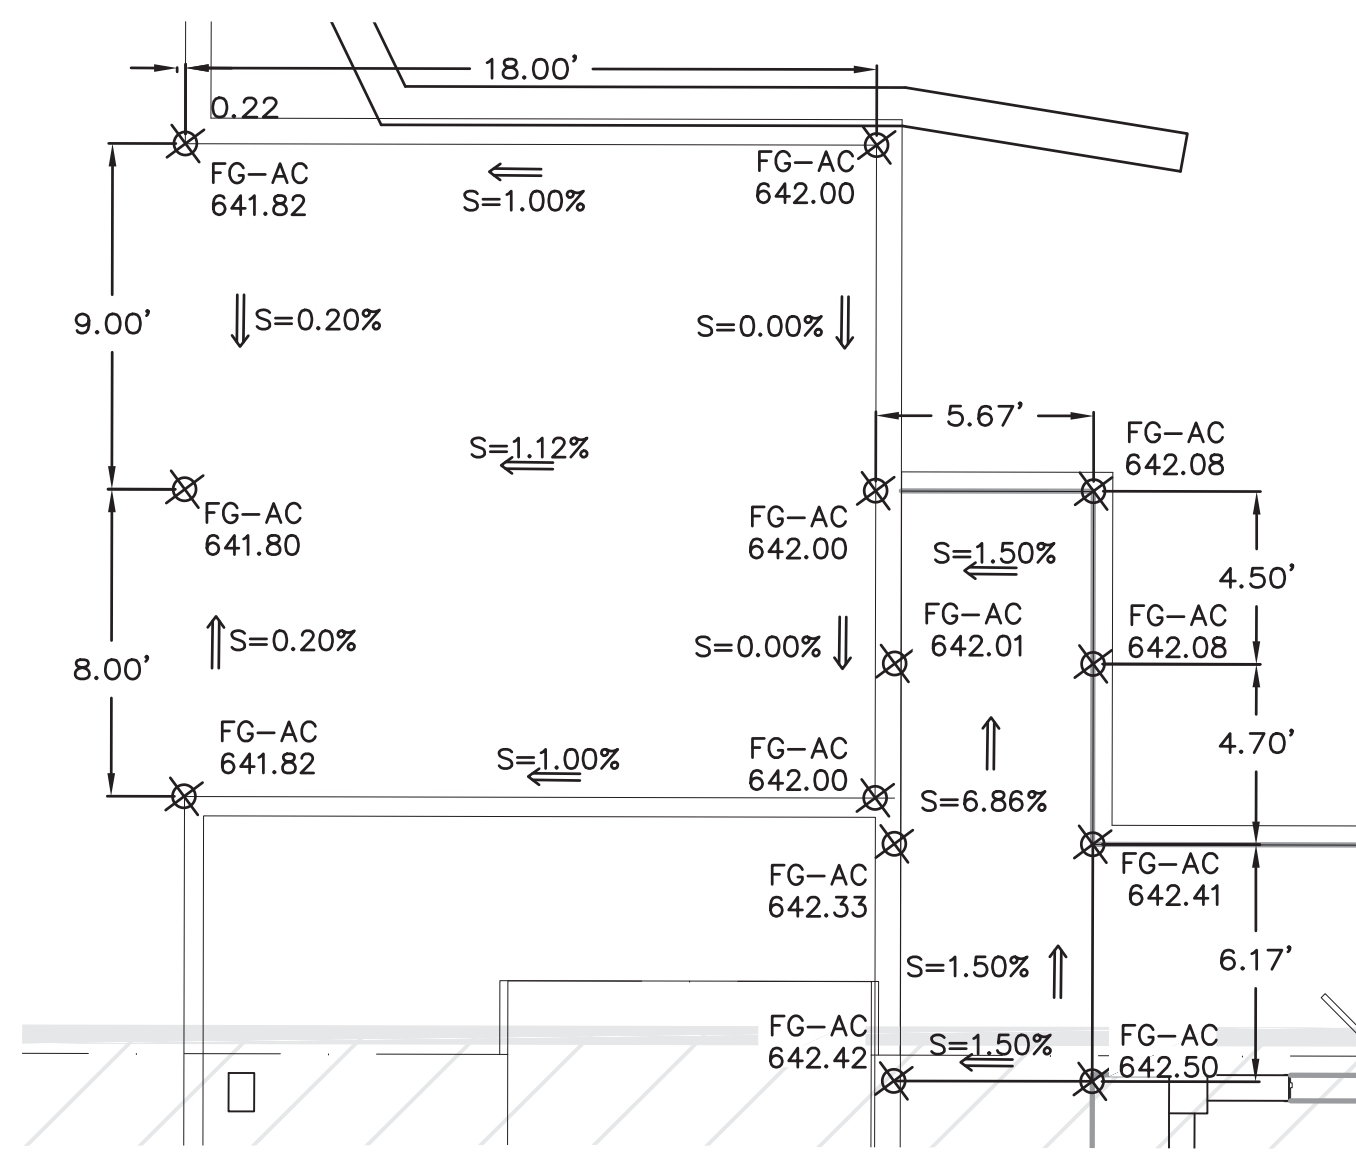 18.00'
0.22
FG-AC
641.82
S=1.00%
FG-AC
642.00
9.00'
S=0.20%
S=0.00%
5.67'
FG-AC
642.08
S=1.12%
FG-AC
641.80
FG-AC
642.00
S=1.50%
4.50'
FG-AC
642.01
FG-AC
642.08
8.00'
S=0.20%
S=0.00%
FG-AC
641.82
S=1.00%
FG-AC
642.00
4.70'
S=6.86%
FG-AC
642.33
FG-AC
642.41
S=1.50%
6.17'
FG-AC
642.42
S=1.50%
FG-AC
642.50